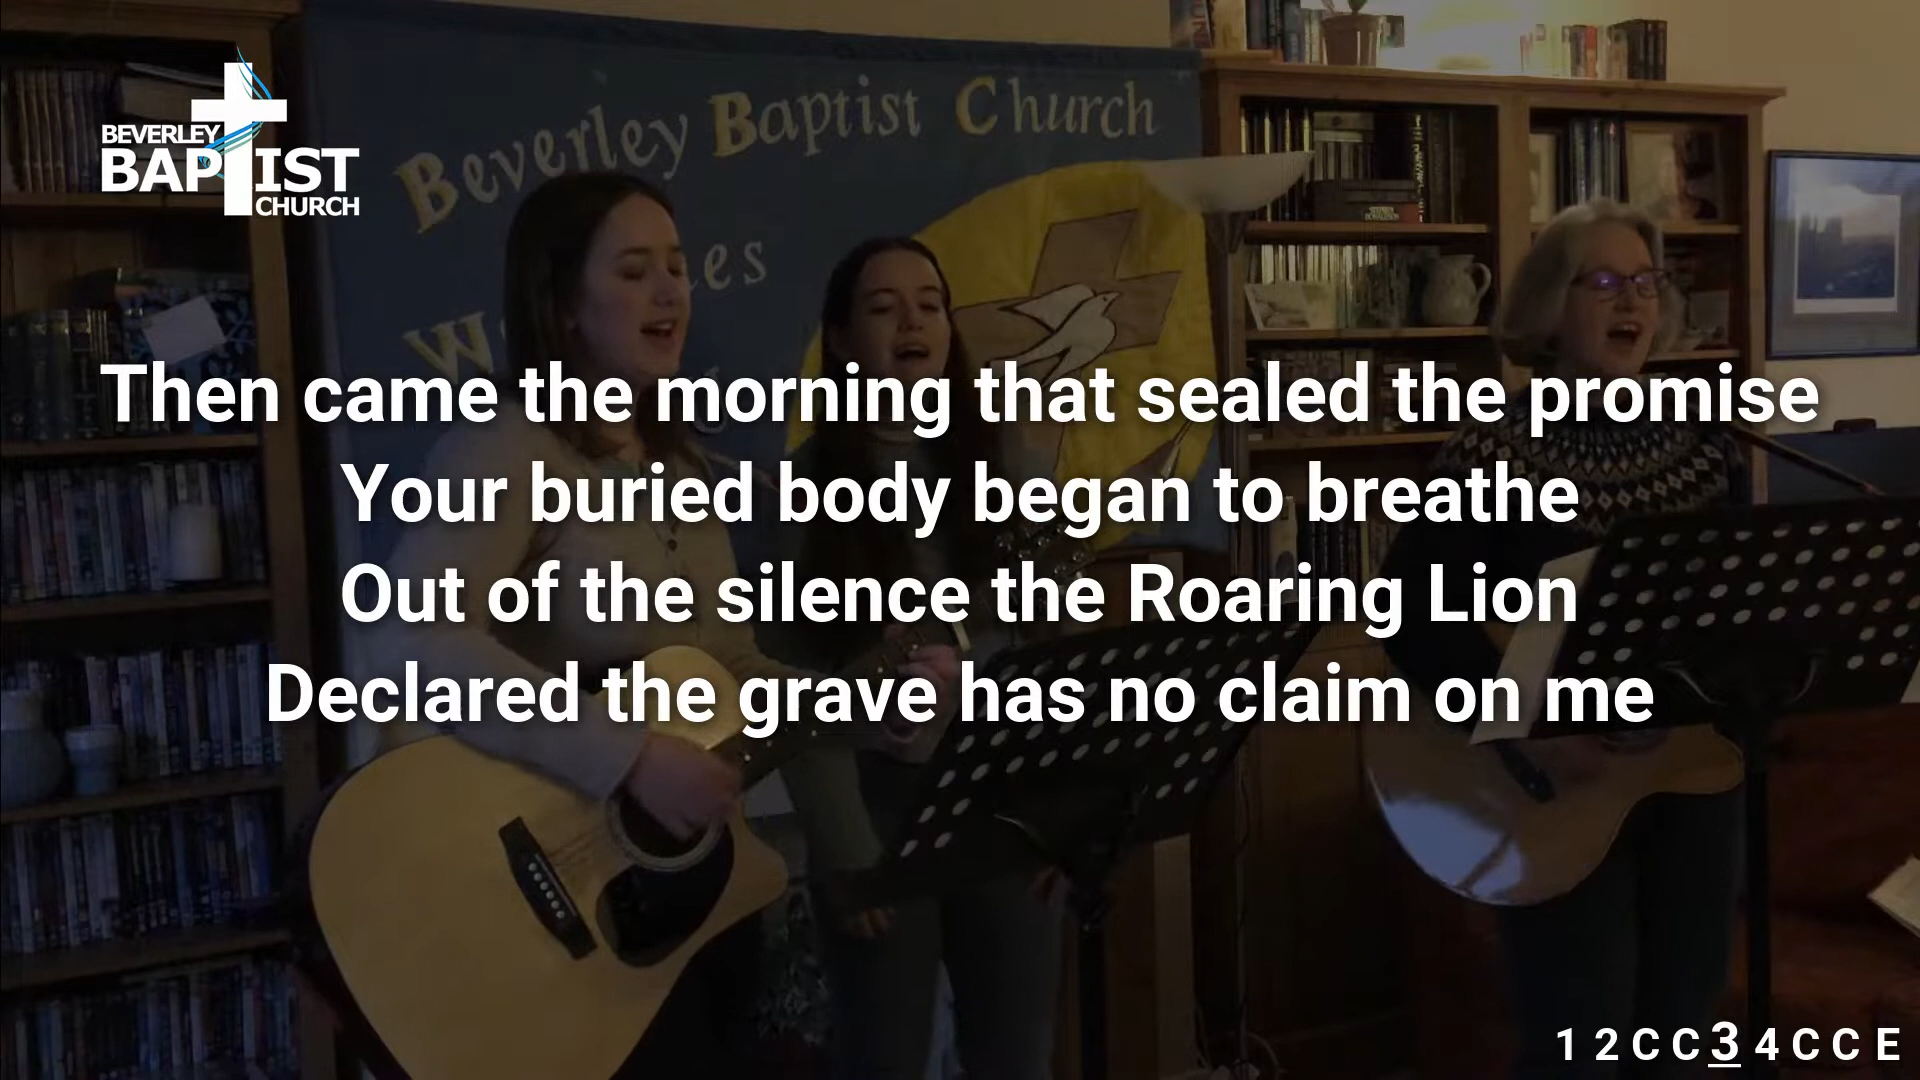 BEVERLEY
BAPTIST
CHURCH
Beverley Baptist Church
Then came the morning that sealed the promise
Your buried body began to breathe
Out of the silence the Roaring Lion
Declared the grave has no claim on me
1 2 C C 3 4 C C E